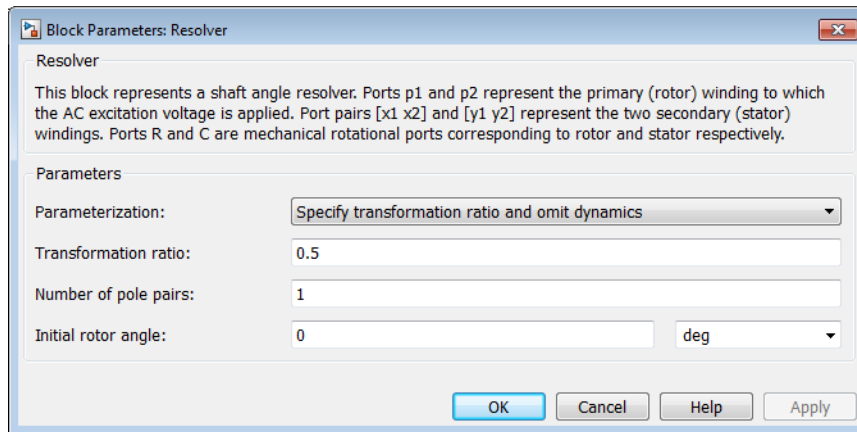 Block Parameters: Resolver
Resolver
This block represents a shaft angle resolver. Ports p1 and p2 represent the primary (rotor) winding to which
the AC excitation voltage is applied. Port pairs [x1 x2] and [y1 y2] represent the two secondary (stator)
windings. Ports R and C are mechanical rotational ports corresponding to rotor and stator respectively.
Parameters
Parameterization: Specify transformation ratio and omit dynamics
Transformation ratio: 0.5
Number of pole pairs: 1
Initial rotor angle: 0 deg
OK Cancel Help Apply